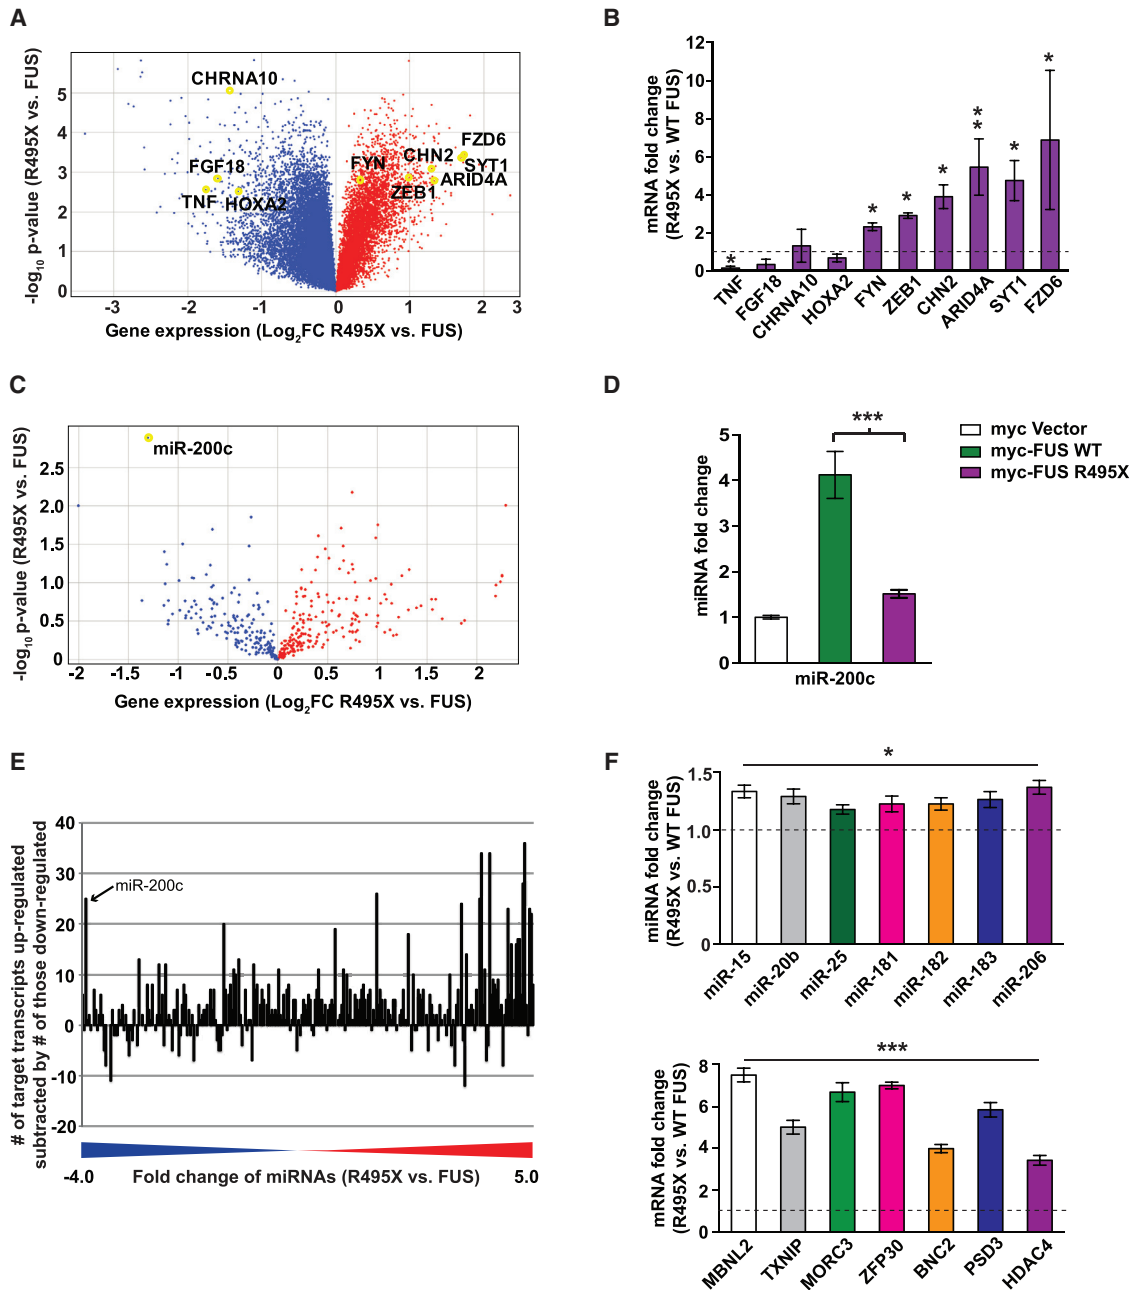 A
-log10 p-value (R495X vs. FUS)
5
4
3
2
1
0
CHRNA10
FGF18
TNF
HOXA2
FYN
CHN2
FZD6
SYT1
ARID4A
ZEB1
-3 -2 -1 0 1 2 3
Gene expression (Log2FC R495X vs. FUS)
B
mRNA fold change
(R495X vs. WT FUS)
12
10
8
6
4
2
0
* * * * * * * *
TNF FGF18 CHRNA10 HOXA2 FYN ZEB1 CHN2 ARID4A SYT1 FZD6
C
-log10 p-value (R495X vs. FUS)
2.5
2.0
1.5
1.0
0.5
0
miR-200c
-2 -1.5 -1 -0.5 0 0.5 1 1.5 2
Gene expression (Log2FC R495X vs. FUS)
D
miRNA fold change
5
4
3
2
1
0
***
miR-200c
myc Vector
myc-FUS WT
myc-FUS R495X
E
# of target transcripts up-regulated
subtracted by # of those down-regulated
40
30
20
10
0
-10
-20
miR-200c
-4.0 Fold change of miRNAs (R495X vs. FUS) 5.0
F
miRNA fold change
(R495X vs. WT FUS)
1.5
1.0
0.5
0
*
miR-15 miR-20b miR-25 miR-181 miR-182 miR-183 miR-206
mRNA fold change
(R495X vs. WT FUS)
8
6
4
2
0
***
MBNL2 TXNIP MORC3 ZFP30 BNC2 PSD3 HDAC4